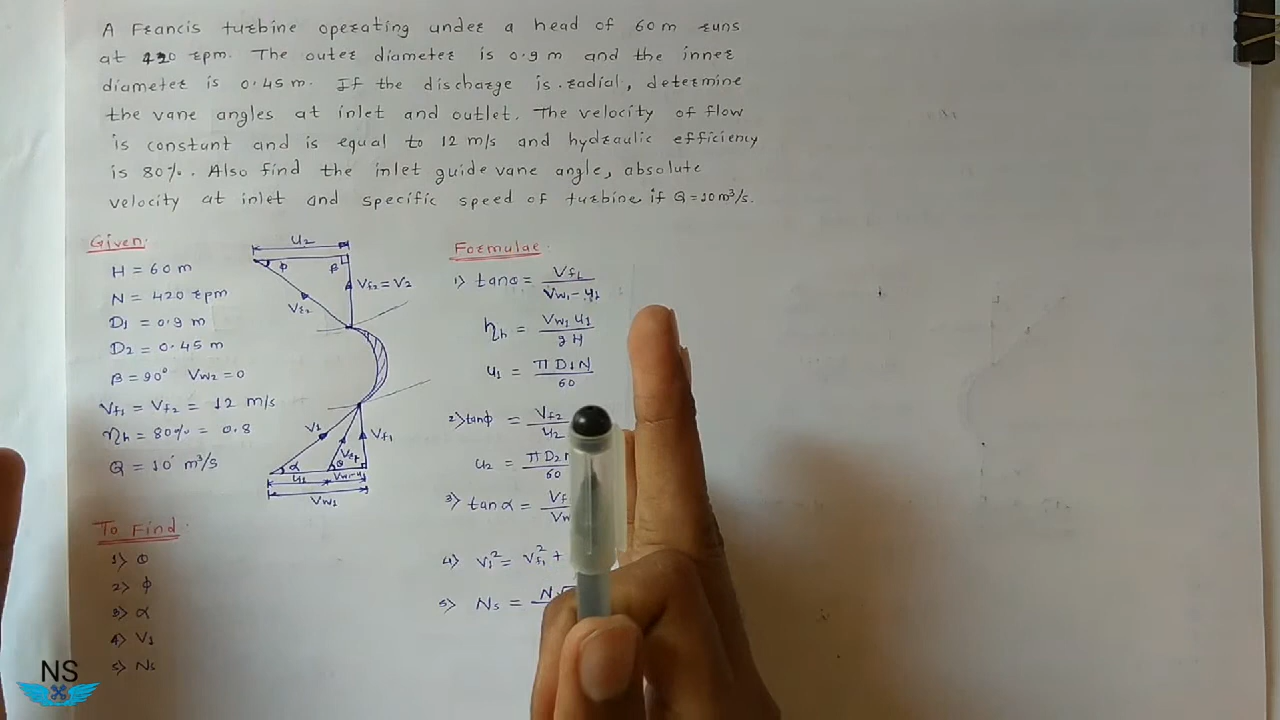 A Francis turbine operating under a head of 60 m runs
at 420 rpm. The outer diameter is 0.9 m and the inner
diameter is 0.45 m. If the discharge is radial, determine
the vane angles at inlet and outlet. The velocity of flow
is constant and is equal to 12 m/s and hydraulic efficiency
is 80%. Also find the inlet guide vane angle, absolute
velocity at inlet and specific speed of turbine if Q = 10 m³/s.
Given:
H = 60 m
N = 420 rpm
D1 = 0.9 m
D2 = 0.45 m
β = 90° Vw2 = 0
Vf1 = Vf2 = 12 m/s
ηh = 80% = 0.8
Q = 10 m³/s
To Find:
1) θ
2) φ
3) α
4) V1
5) Ns
u2
φ β
Vf2 = V2
Vr2
V1 Vr1 Vf1
α θ
u1 Vw1-u1
Vw1
Formulae:
1) tanθ = Vf1 / Vw1 - u1
ηh = Vw1 u1 / gH
u1 = π D1 N / 60
2) tanφ = Vf2 / u2
u2 = π D2 / 60
3) tanα = Vf / Vw
4) V1² = Vf1² +
5) Ns = N√
NS